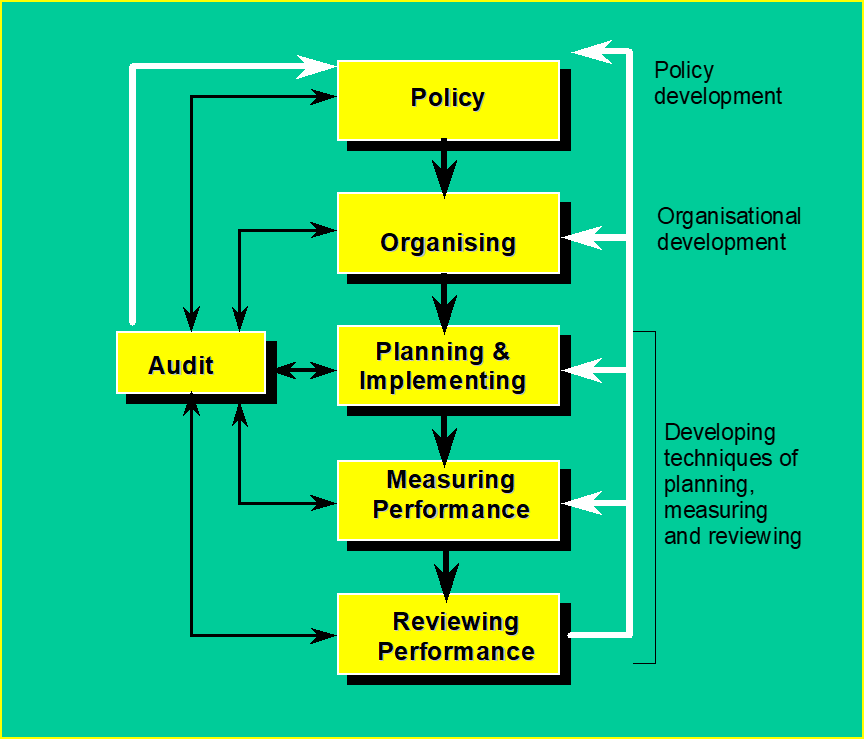 Policy
Policy
development
Organising
Organisational
development
Audit
Planning &
Implementing
Measuring
Performance
Developing
techniques of
planning,
measuring
and reviewing
Reviewing
Performance